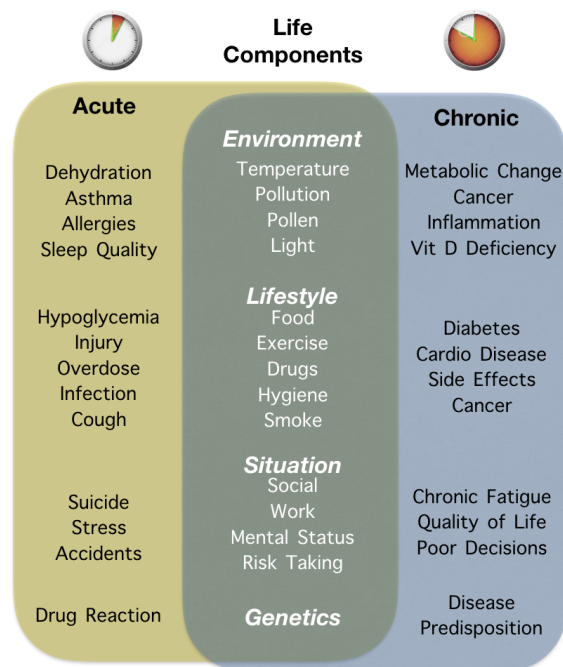 Life
Components
Acute
Dehydration
Asthma
Allergies
Sleep Quality
Hypoglycemia
Injury
Overdose
Infection
Cough
Suicide
Stress
Accidents
Drug Reaction
Environment
Temperature
Pollution
Pollen
Light
Lifestyle
Food
Exercise
Drugs
Hygiene
Smoke
Situation
Social
Work
Mental Status
Risk Taking
Genetics
Chronic
Metabolic Change
Cancer
Inflammation
Vit D Deficiency
Diabetes
Cardio Disease
Side Effects
Cancer
Chronic Fatigue
Quality of Life
Poor Decisions
Disease
Predisposition